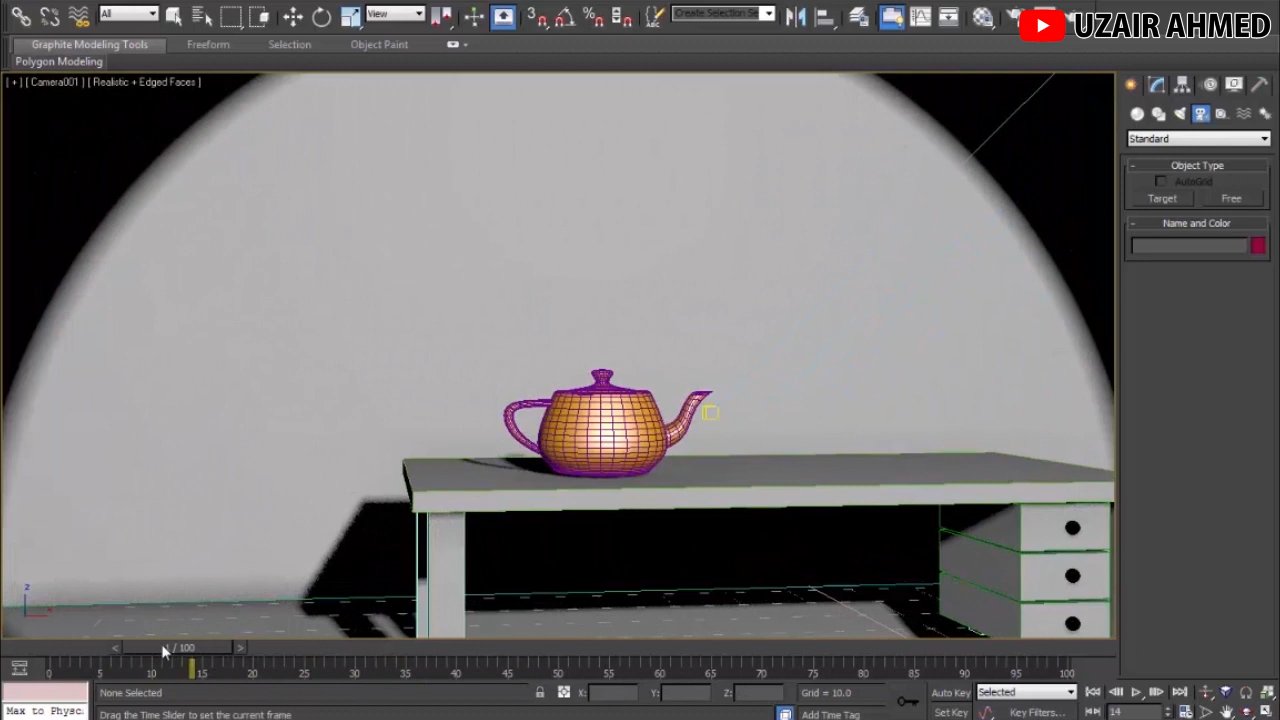 All
View
3
Create Selection Se
UZAIR AHMED
Graphite Modeling Tools
Freeform
Selection
Object Paint
Polygon Modeling
[ + ] [ Camera001 ] [ Realistic + Edged Faces ]
Standard
Object Type
AutoGrid
Target
Free
Name and Color
z
/ 100
0 5 10 15 20 25 30 35 40 45 50 55 60 65 70 75 80 85 90 95 100
None Selected
X:
Y:
Z:
Grid = 10.0
Auto Key
Selected
Max to Physc
Drag the Time Slider to set the current frame
Add Time Tag
Set Key
Key Filters...
14